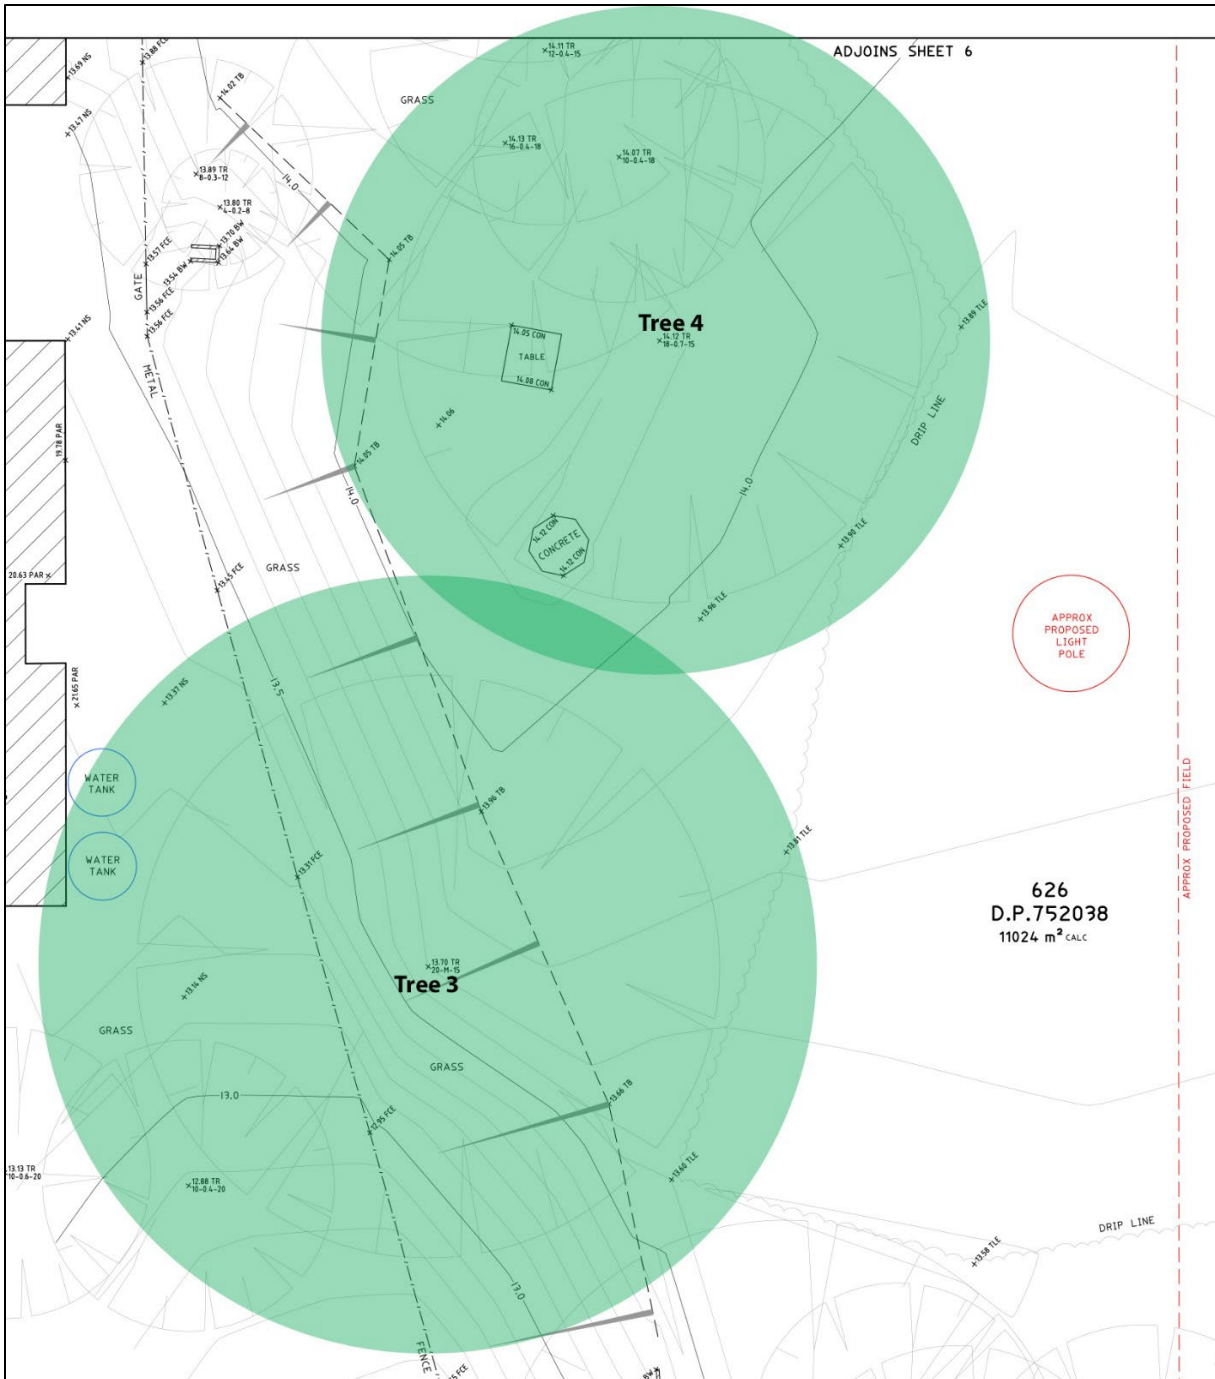 ADJOINS SHEET 6
14.11 TR
12-0.4-15
13.88 FCE
13.69 NS
14.02 TB
GRASS
13.47 NS
14.13 TR
16-0.4-18
14.07 TR
10-0.4-18
13.89 TR
8-0.3-12
14.0
13.80 TR
4-0.2-8
13.70 BW
13.64 BW
13.54 BW
13.57 FCE
14.05 TB
GATE
13.56 FCE
13.56 FCE
13.41 NS
Tree 4
14.12 TR
18-0.7-15
13.89 TLE
14.05 CON
TABLE
14.08 CON
METAL
14.06
DRIP LINE
19.78 PAR
14.05 TB
14.0
14.0
14.12 CON
CONCRETE
14.12 CON
13.90 TLE
GRASS
20.63 PAR
13.45 FCE
13.96 TLE
APPROX
PROPOSED
LIGHT
POLE
21.65 PAR
13.37 NS
13.5
WATER
TANK
13.96 TB
APPROX PROPOSED FIELD
13.81 TLE
WATER
TANK
13.31 FCE
626
D.P.752038
11024 m² CALC
13.70 TR
20-M-15
Tree 3
13.14 NS
GRASS
GRASS
13.0
13.66 TB
12.95 FCE
13.13 TR
10-0.6-20
12.88 TR
10-0.4-20
13.60 TLE
DRIP LINE
13.58 TLE
13.0
FENCE
BW